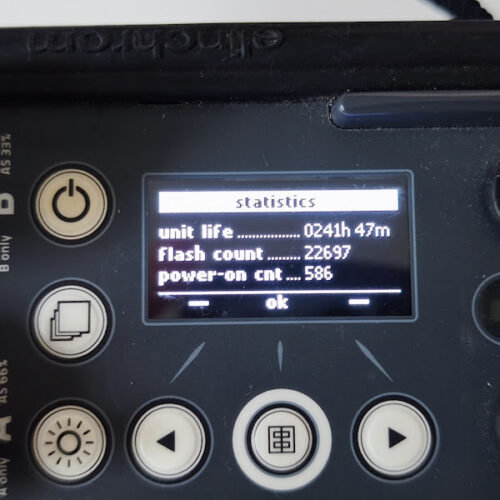 elinchrom
statistics
unit life ................ 0241h 47m
flash count ......... 22697
power-on cnt .... 586
— ok —
B
B only
AS 33%
A
A only
AS 66%